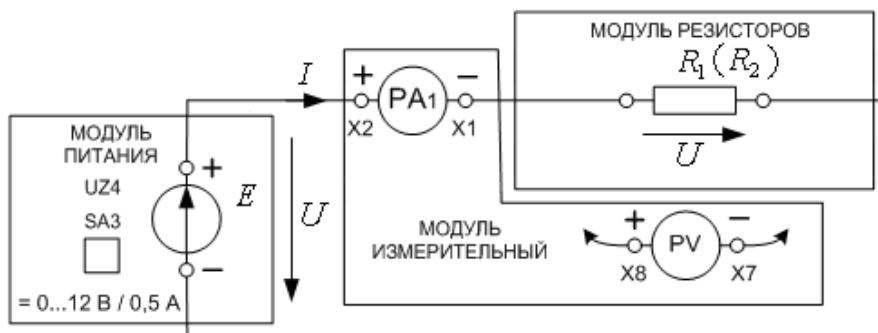 МОДУЛЬ
ПИТАНИЯ
UZ4
SA3
= 0...12 В / 0,5 А
+
−
E
I
U
+
PA1
−
X2
X1
МОДУЛЬ
ИЗМЕРИТЕЛЬНЫЙ
+
PV
−
X8
X7
МОДУЛЬ РЕЗИСТОРОВ
R1(R2)
U